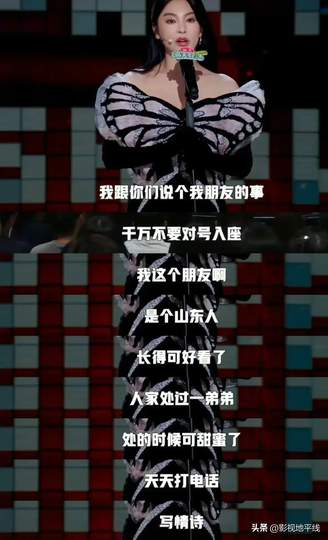 我跟你们说个我朋友的事
千万不要对号入座
我这个朋友啊
是个山东人
长得可好看了
人家处过一弟弟
处的时候可甜蜜了
天天打电话
写情诗
头条 @影视地平线